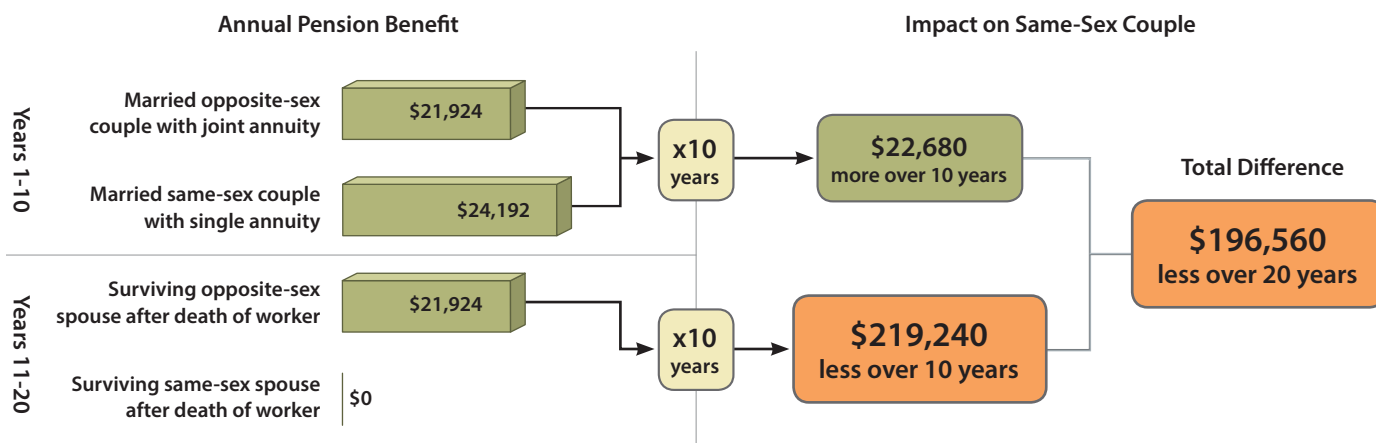 Annual Pension Benefit
Impact on Same-Sex Couple
Years 1-10
Married opposite-sex
couple with joint annuity
$21,924
Married same-sex couple
with single annuity
$24,192
x10
years
$22,680
more over 10 years
Total Difference
$196,560
less over 20 years
Years 11-20
Surviving opposite-sex
spouse after death of worker
$21,924
Surviving same-sex spouse
after death of worker
$0
x10
years
$219,240
less over 10 years